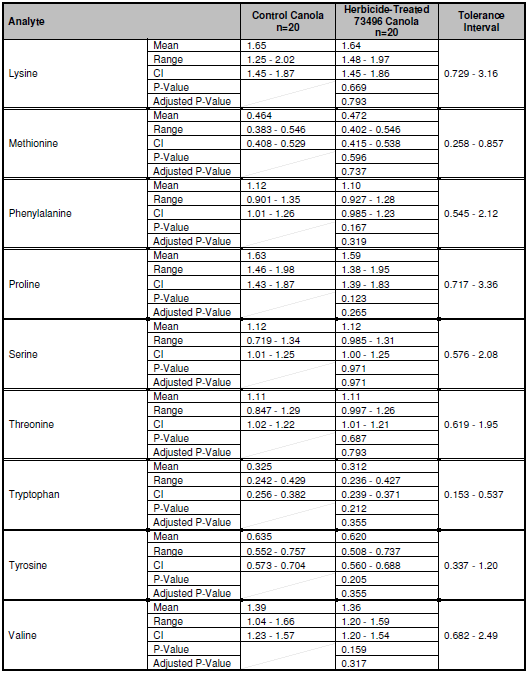 Analyte Control Canola n=20 Herbicide-Treated 73496 Canola n=20 Tolerance Interval
Lysine
Mean 1.65 1.64
Range 1.25 - 2.02 1.48 - 1.97
CI 1.45 - 1.87 1.45 - 1.86 0.729 - 3.16
P-Value 0.669
Adjusted P-Value 0.793
Methionine
Mean 0.464 0.472
Range 0.383 - 0.546 0.402 - 0.546
CI 0.408 - 0.529 0.415 - 0.538 0.258 - 0.857
P-Value 0.596
Adjusted P-Value 0.737
Phenylalanine
Mean 1.12 1.10
Range 0.901 - 1.35 0.927 - 1.28
CI 1.01 - 1.26 0.985 - 1.23 0.545 - 2.12
P-Value 0.167
Adjusted P-Value 0.319
Proline
Mean 1.63 1.59
Range 1.46 - 1.98 1.38 - 1.95
CI 1.43 - 1.87 1.39 - 1.83 0.717 - 3.36
P-Value 0.123
Adjusted P-Value 0.265
Serine
Mean 1.12 1.12
Range 0.719 - 1.34 0.985 - 1.31
CI 1.01 - 1.25 1.00 - 1.25 0.576 - 2.08
P-Value 0.971
Adjusted P-Value 0.971
Threonine
Mean 1.11 1.11
Range 0.847 - 1.29 0.997 - 1.26
CI 1.02 - 1.22 1.01 - 1.21 0.619 - 1.95
P-Value 0.687
Adjusted P-Value 0.793
Tryptophan
Mean 0.325 0.312
Range 0.242 - 0.429 0.236 - 0.427
CI 0.256 - 0.382 0.239 - 0.371 0.153 - 0.537
P-Value 0.212
Adjusted P-Value 0.355
Tyrosine
Mean 0.635 0.620
Range 0.552 - 0.757 0.508 - 0.737
CI 0.573 - 0.704 0.560 - 0.688 0.337 - 1.20
P-Value 0.205
Adjusted P-Value 0.355
Valine
Mean 1.39 1.36
Range 1.04 - 1.66 1.20 - 1.59
CI 1.23 - 1.57 1.20 - 1.54 0.682 - 2.49
P-Value 0.159
Adjusted P-Value 0.317